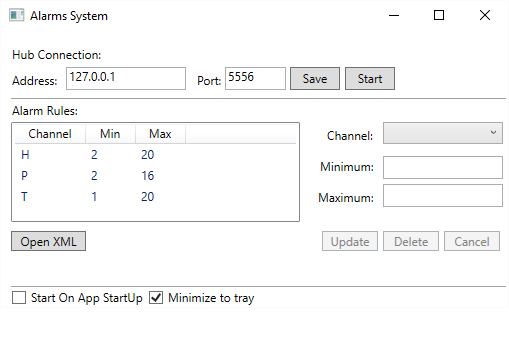 Alarms System
Hub Connection:
Address: 127.0.0.1 Port: 5556 Save Start
Alarm Rules:
Channel Min Max
H 2 20
P 2 16
T 1 20
Channel:
Minimum:
Maximum:
Open XML Update Delete Cancel
Start On App StartUp Minimize to tray